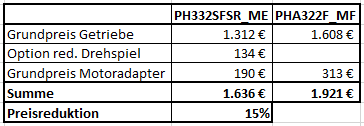 PH332SFSR_ME PHA322F_MF
Grundpreis Getriebe 1.312 € 1.608 €
Option red. Drehspiel 134 €
Grundpreis Motoradapter 190 € 313 €
Summe 1.636 € 1.921 €
Preisreduktion 15%